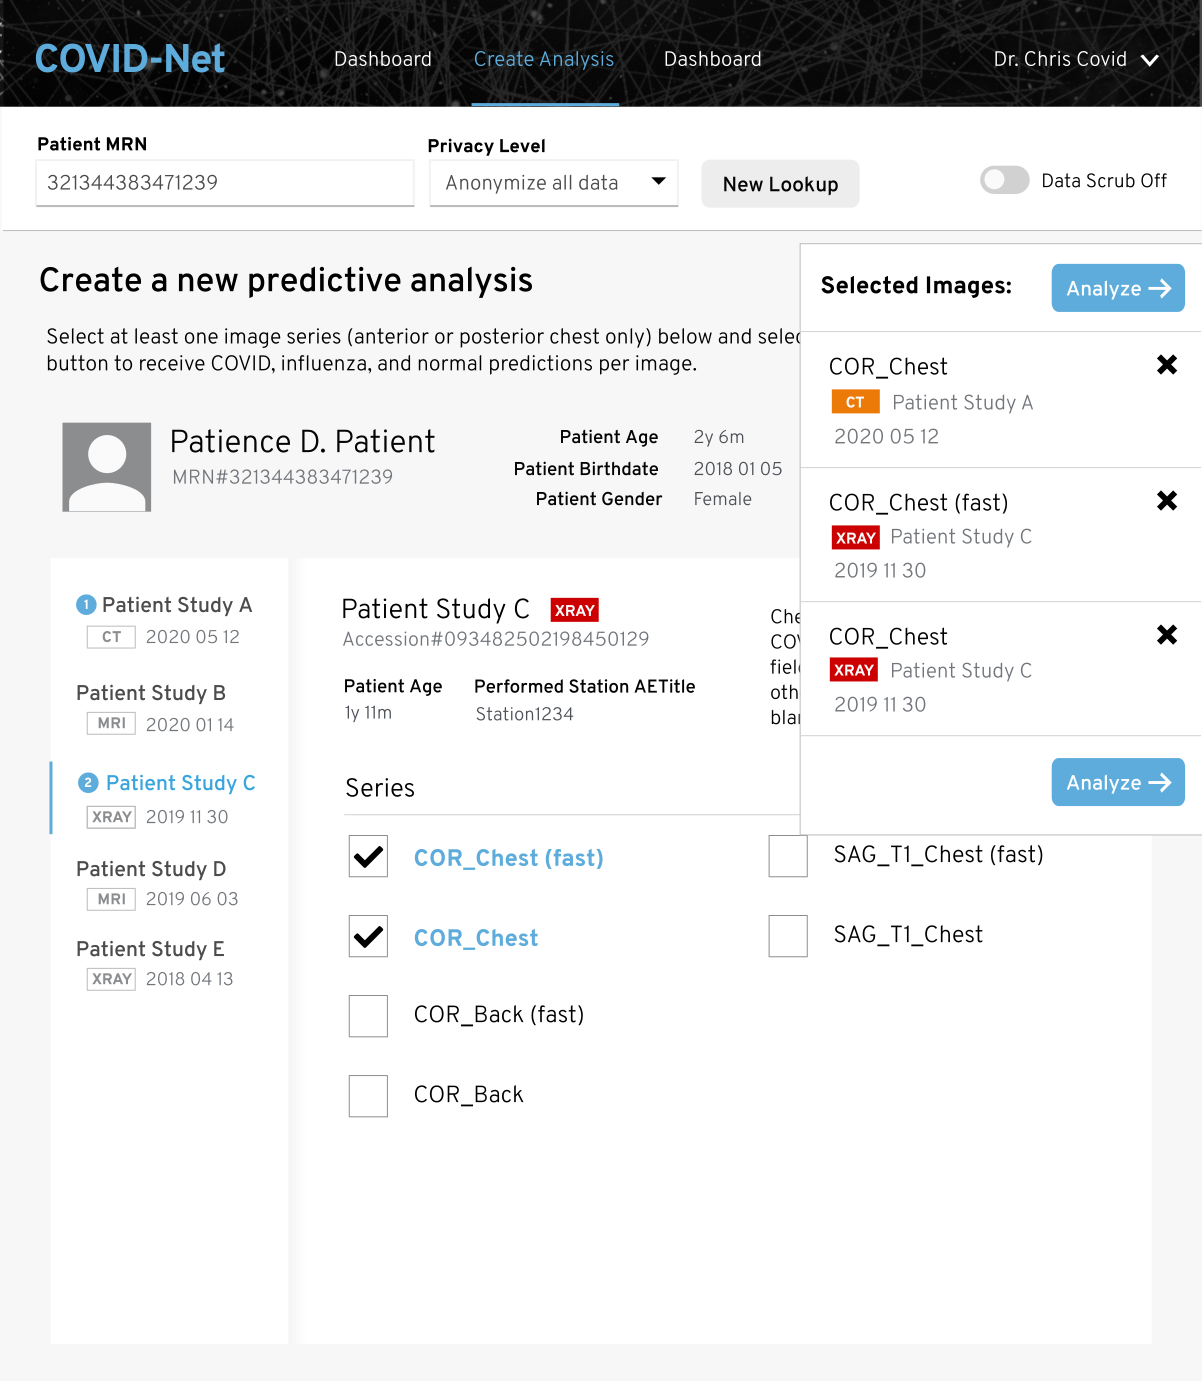 COVID-Net
Dashboard
Create Analysis
Dashboard
Dr. Chris Covid
Patient MRN
321344383471239
Privacy Level
Anonymize all data
New Lookup
Data Scrub Off
Create a new predictive analysis
Select at least one image series (anterior or posterior chest only) below and
button to receive COVID, influenza, and normal predictions per image.
Patience D. Patient
MRN#321344383471239
Patient Age 2y 6m
Patient Birthdate 2018 01 05
Patient Gender Female
Selected Images:
Analyze
COR_Chest
CT Patient Study A
2020 05 12
COR_Chest (fast)
XRAY Patient Study C
2019 11 30
COR_Chest
XRAY Patient Study C
2019 11 30
Analyze
1 Patient Study A
CT 2020 05 12
Patient Study B
MRI 2020 01 14
2 Patient Study C
XRAY 2019 11 30
Patient Study D
MRI 2019 06 03
Patient Study E
XRAY 2018 04 13
Patient Study C XRAY
Accession#093482502198450129
Patient Age
1y 11m
Performed Station AETitle
Station1234
Series
COR_Chest (fast)
COR_Chest
COR_Back (fast)
COR_Back
SAG_T1_Chest (fast)
SAG_T1_Chest